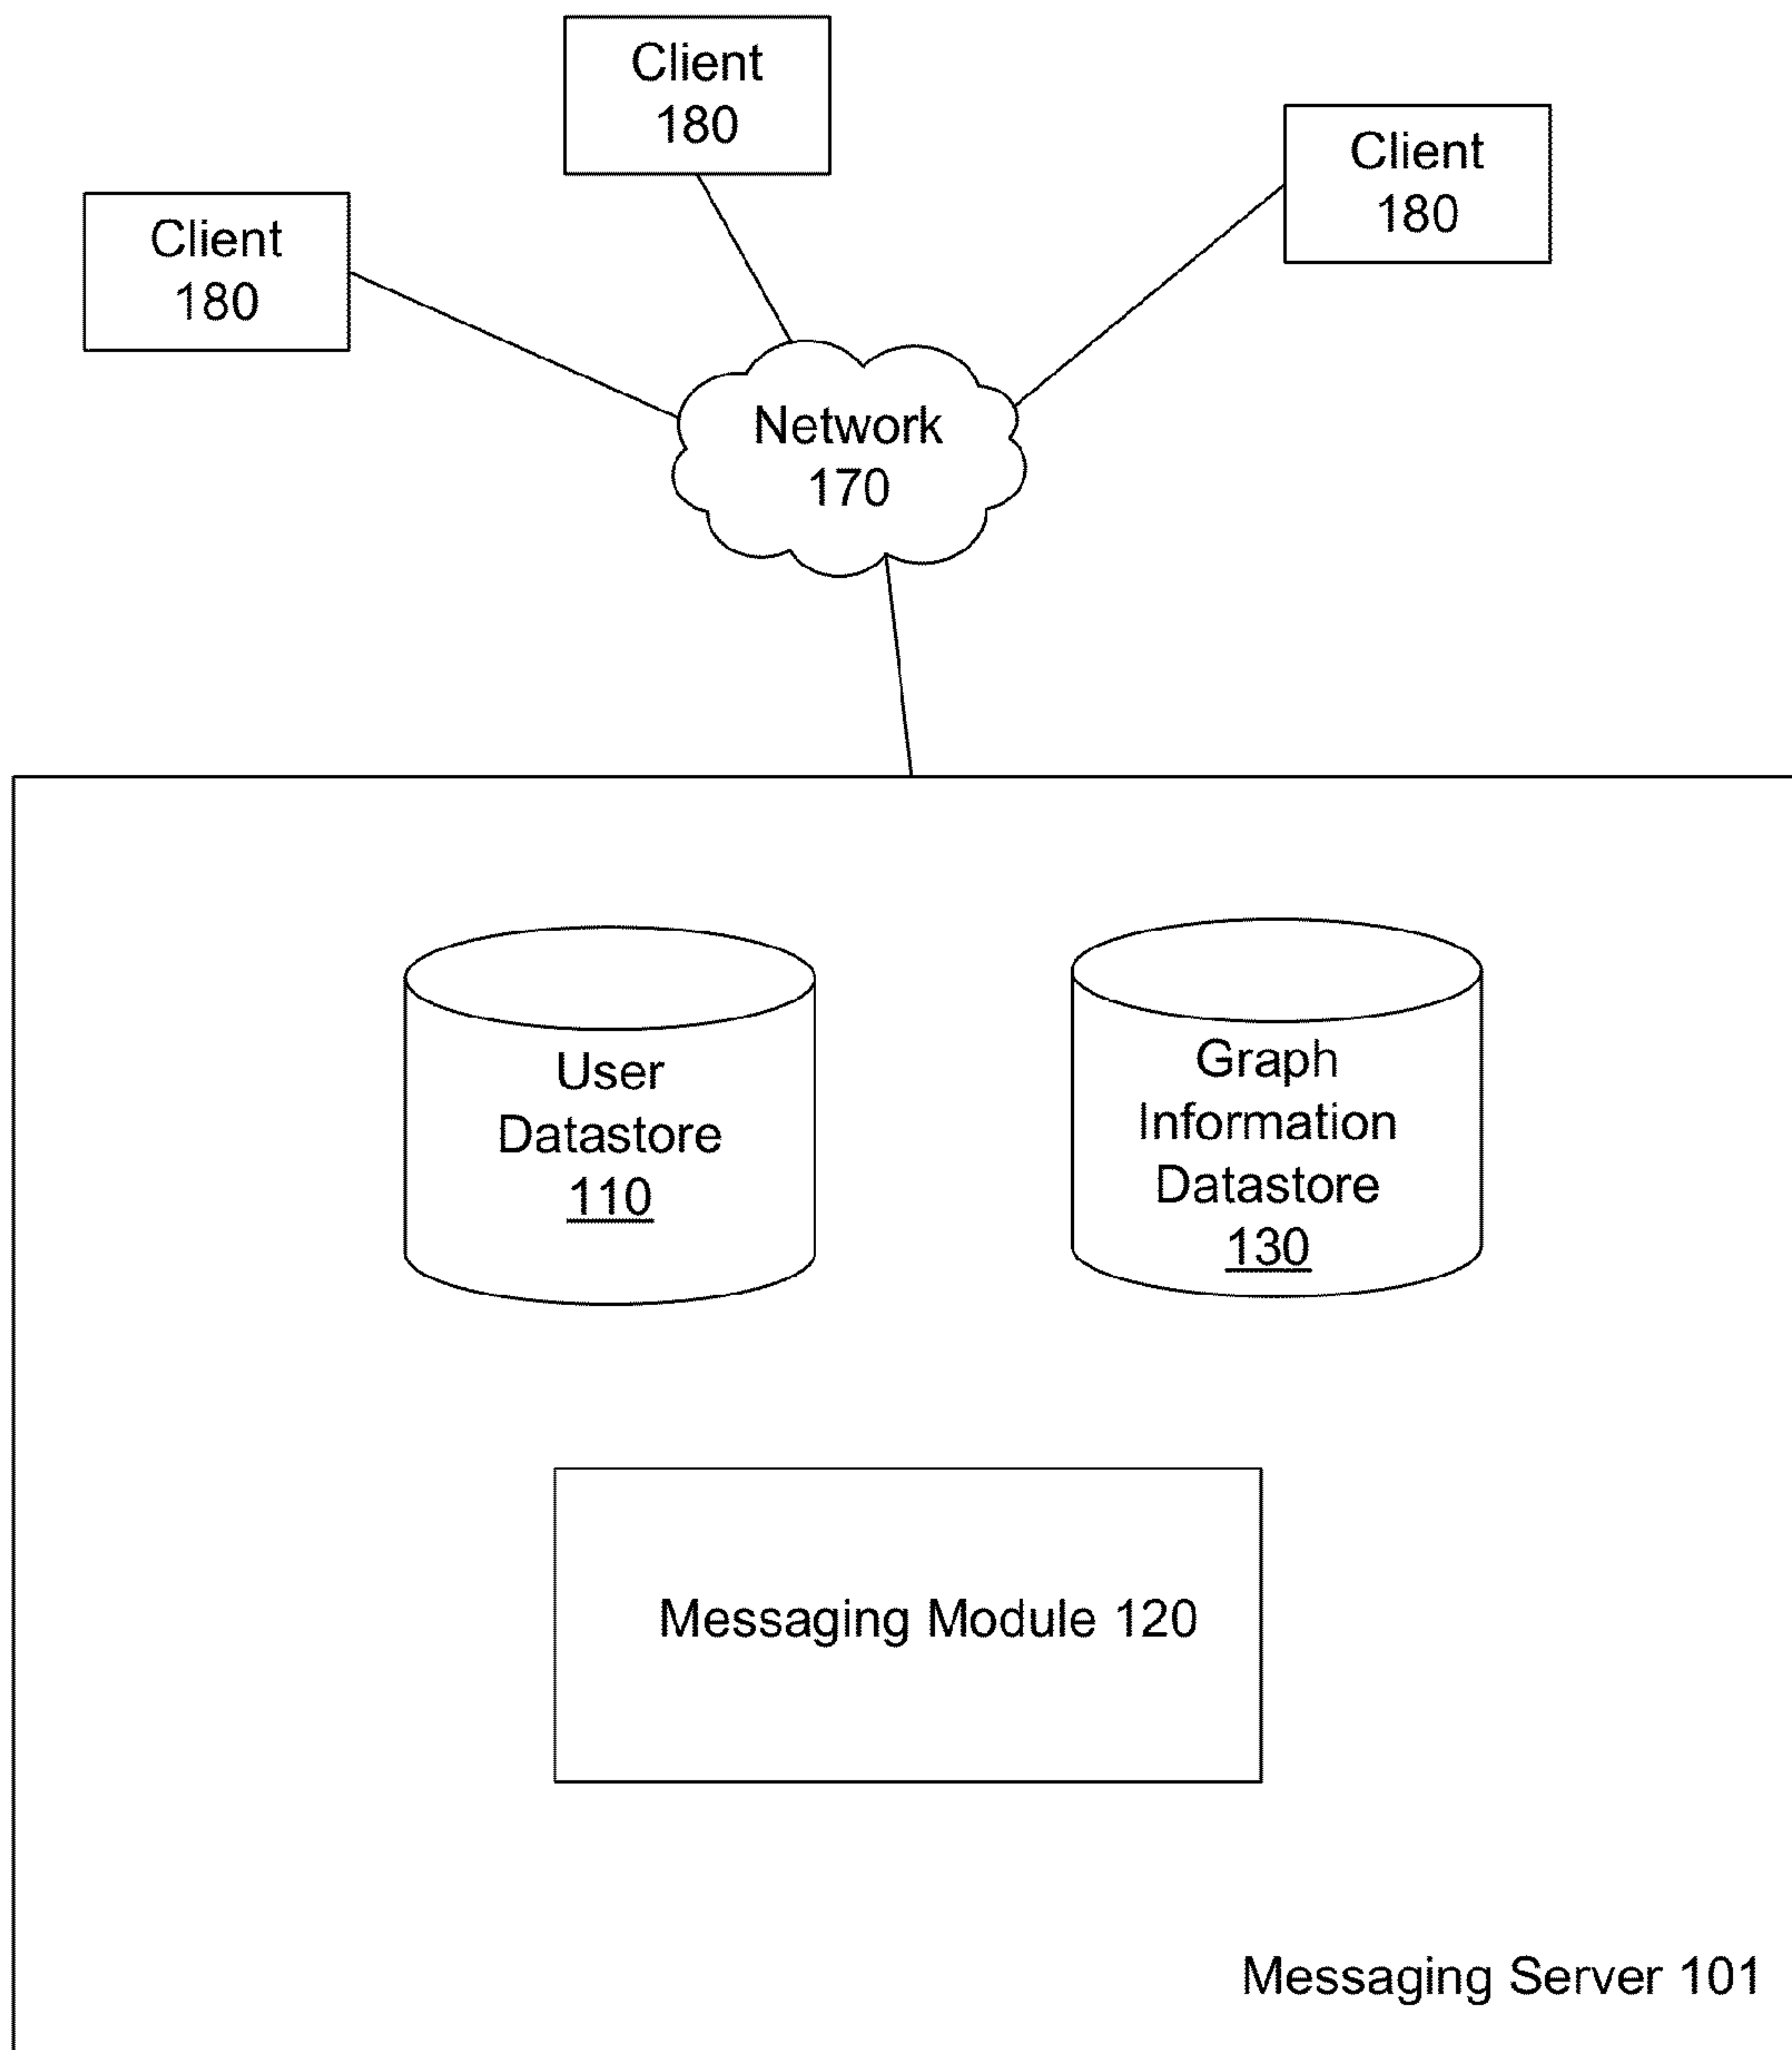 Client
180
Client
180
Client
180
Network
170
User
Datastore
110
Graph
Information
Datastore
130
Messaging Module 120
Messaging Server 101